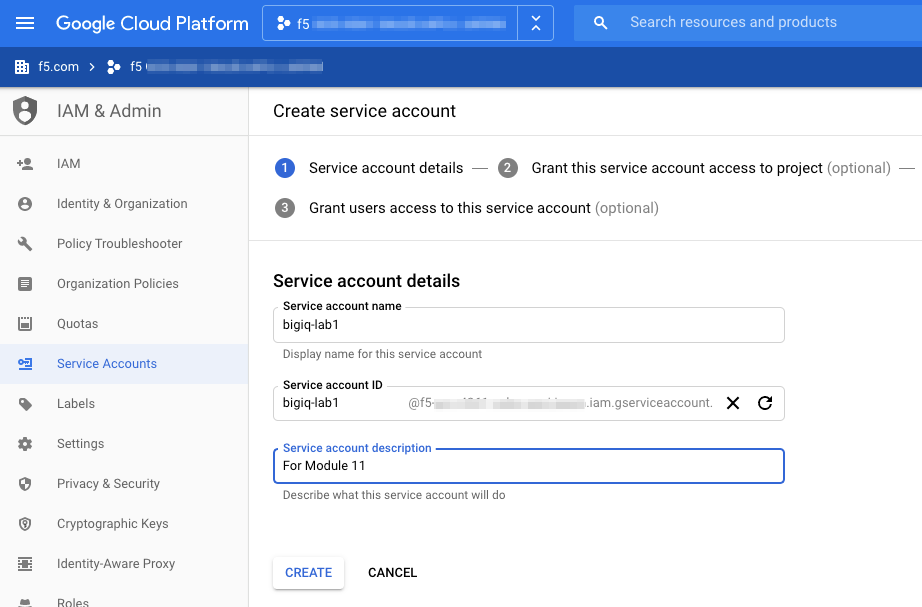 Google Cloud Platform
f5
Search resources and products
f5.com
f5
IAM & Admin
IAM
Identity & Organization
Policy Troubleshooter
Organization Policies
Quotas
Service Accounts
Labels
Settings
Privacy & Security
Cryptographic Keys
Identity-Aware Proxy
Roles
Create service account
1 Service account details — 2 Grant this service account access to project (optional) —
3 Grant users access to this service account (optional)
Service account details
Service account name
bigiq-lab1
Display name for this service account
Service account ID
bigiq-lab1 @f5- .iam.gserviceaccount.
Service account description
For Module 11
Describe what this service account will do
CREATE CANCEL